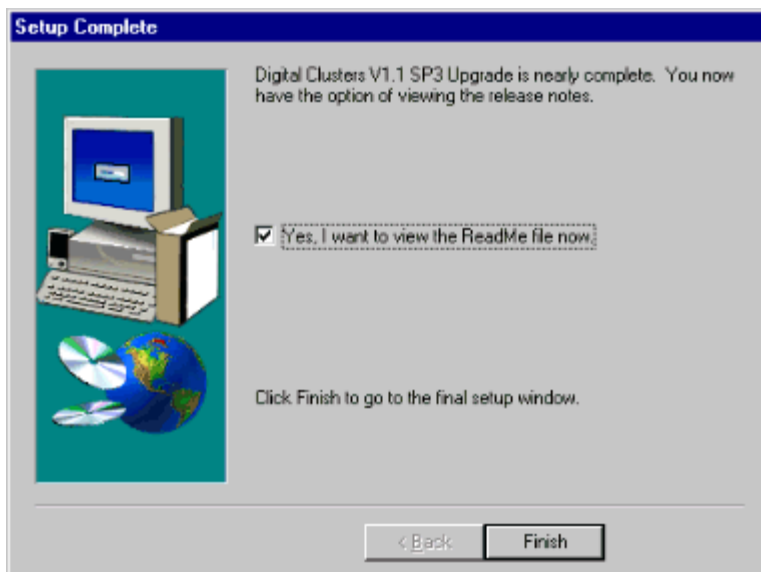 Setup Complete
Digital Clusters V1.1 SP3 Upgrade is nearly complete. You now
have the option of viewing the release notes.
Yes, I want to view the ReadMe file now.
Click Finish to go to the final setup window.
< Back
Finish